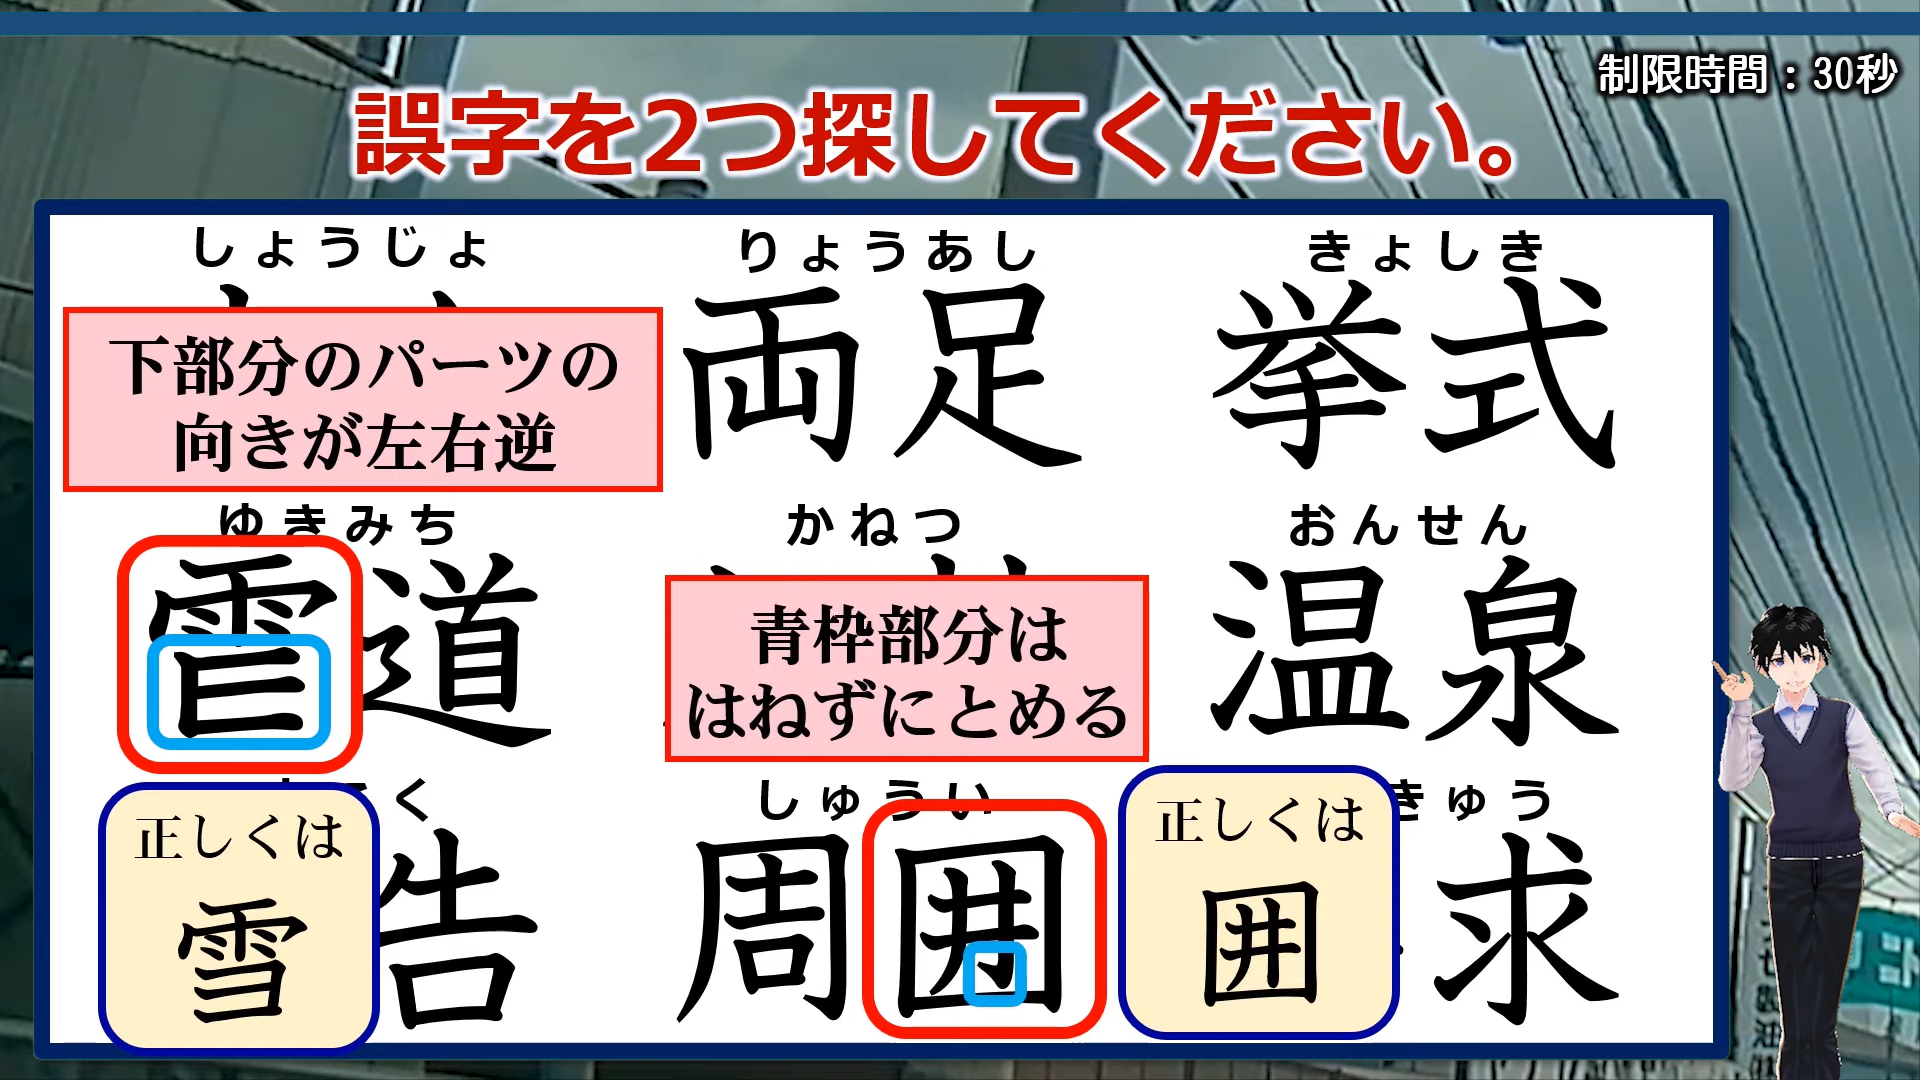 制限時間：30秒
誤字を2つ探してください。
しょうじょ
りょうあし
きょしき
下部分のパーツの
向きが左右逆
両足
挙式
ゆきみち
かねつ
おんせん
道
青枠部分は
はねずにとめる
温泉
こく
しゅうい
きゅう
正しくは
雪
告
周
正しくは
囲
求